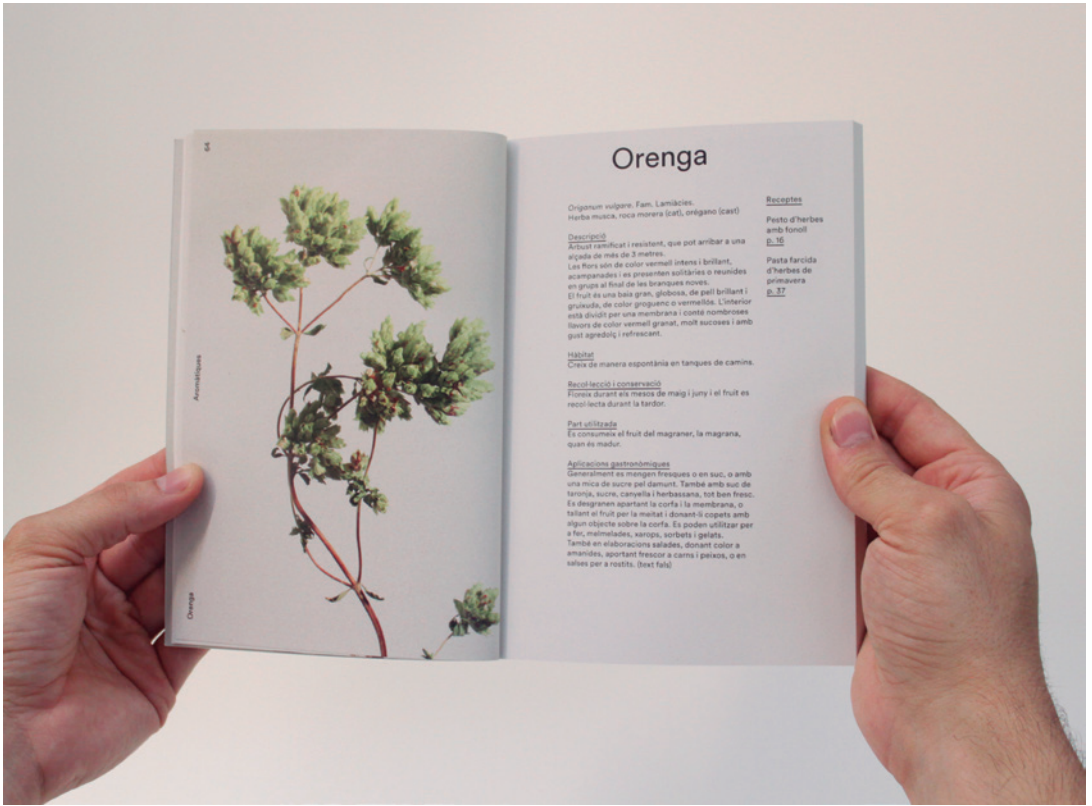 64
Aromàtiques
Orenga
Orenga
Origanum vulgare. Fam. Lamiàcies.
Herba musca, roca morera (cat), orégano (cast)
Descripció
Arbust ramificat i resistent, que pot arribar a una
alçada de més de 3 metres.
Les flors són de color vermell intens i brillant,
acampanades i es presenten solitàries o reunides
en grups al final de les branques noves.
El fruit és una baia gran, globosa, de pell brillant i
gruixuda, de color groguenc o vermellós. L'interior
està dividit per una membrana i conté nombroses
llavors de color vermell granat, molt sucoses i amb
gust agredolç i refrescant.
Hàbitat
Creix de manera espontània en tanques de camins.
Recol·lecció i conservació
Floreix durant els mesos de maig i juny i el fruit es
recol·lecta durant la tardor.
Part utilitzada
Es consumeix el fruit del magraner, la magrana,
quan és madur.
Aplicacions gastronòmiques
Generalment es mengen fresques o en suc, o amb
una mica de sucre pel damunt. També amb suc de
taronja, sucre, canyella i herbassana, tot ben fresc.
Es desgranen apartant la corfa i la membrana, o
tallant el fruit per la meitat i donant-li copets amb
algun objecte sobre la corfa. Es poden utilitzar per
a fer, melmelades, xarops, sorbets i gelats.
També en elaboracions salades, donant color a
amanides, aportant frescor a carns i peixos, o en
salses per a rostits. (text fals)
Receptes
Pesto d'herbes
amb fonoll
p. 16
Pasta farcida
d'herbes de
primavera
p. 37